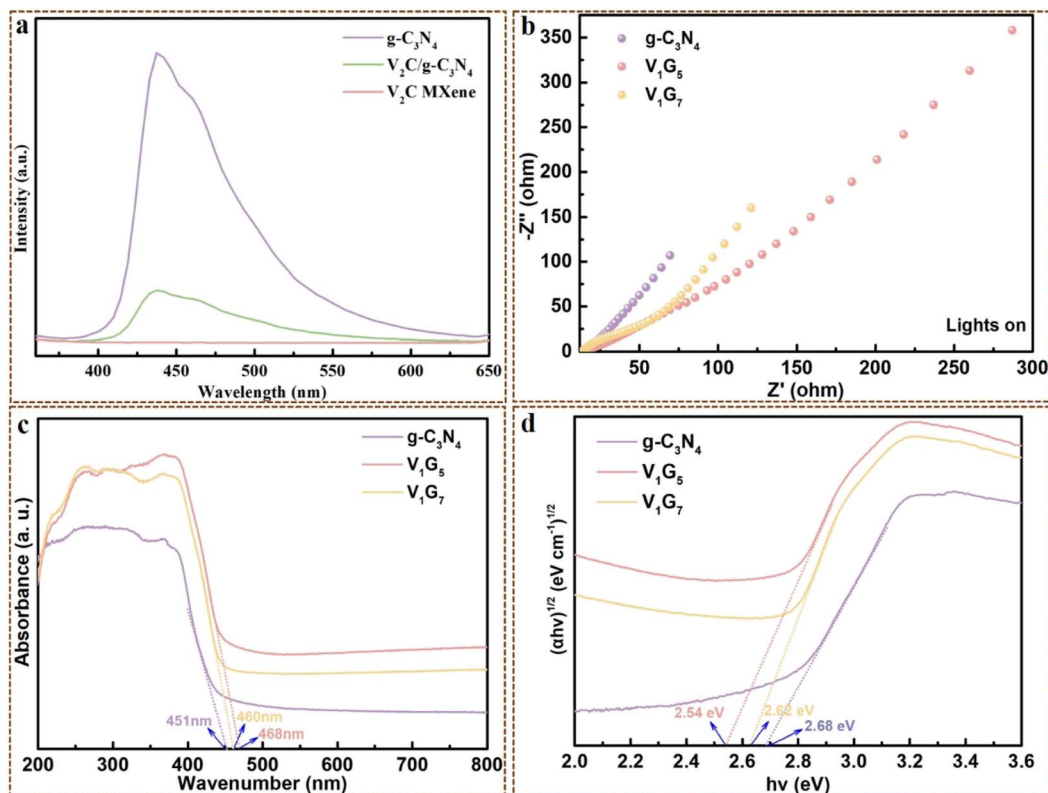 a
g-C₃N₄
V₂C/g-C₃N₄
V₂C MXene
Intensity (a.u.)
400 450 500 550 600 650
Wavelength (nm)
b
g-C₃N₄
V₁G₅
V₁G₇
350
300
250
200
150
100
50
0
-Z'' (ohm)
Lights on
50 100 150 200 250 300
Z' (ohm)
c
g-C₃N₄
V₁G₅
V₁G₇
Absorbance (a. u.)
451nm
460nm
468nm
200 300 400 500 600 700 800
Wavenumber (nm)
d
g-C₃N₄
V₁G₅
V₁G₇
(αhv)¹/² (eV cm⁻¹)¹/²
2.54 eV
2.62 eV
2.68 eV
2.0 2.2 2.4 2.6 2.8 3.0 3.2 3.4 3.6
hv (eV)